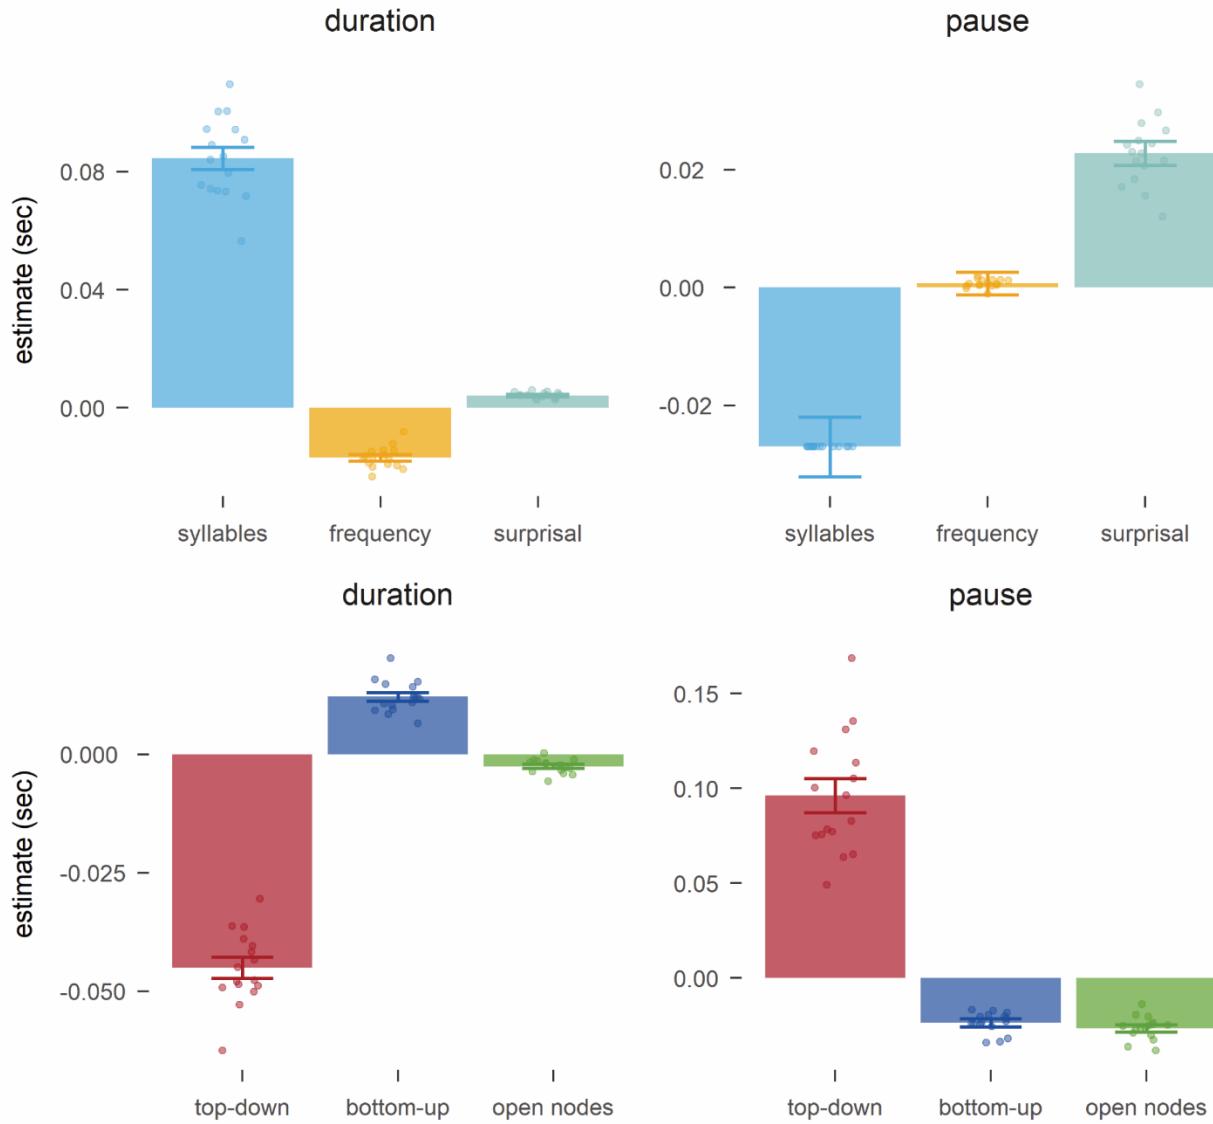 duration
pause
estimate (sec)
0.08
0.04
0.00
0.02
0.00
-0.02
syllables
frequency
surprisal
syllables
frequency
surprisal
duration
pause
estimate (sec)
0.000
-0.025
-0.050
0.15
0.10
0.05
0.00
top-down
bottom-up
open nodes
top-down
bottom-up
open nodes